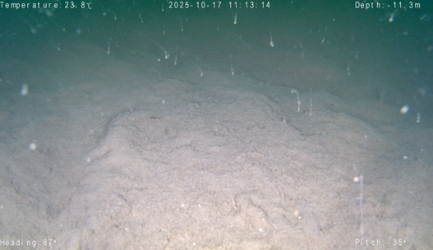 Temperature:23.8℃ 2025-10-17 11:13:14 Depth:-11.3m
Heading:87° Pitch:-35°